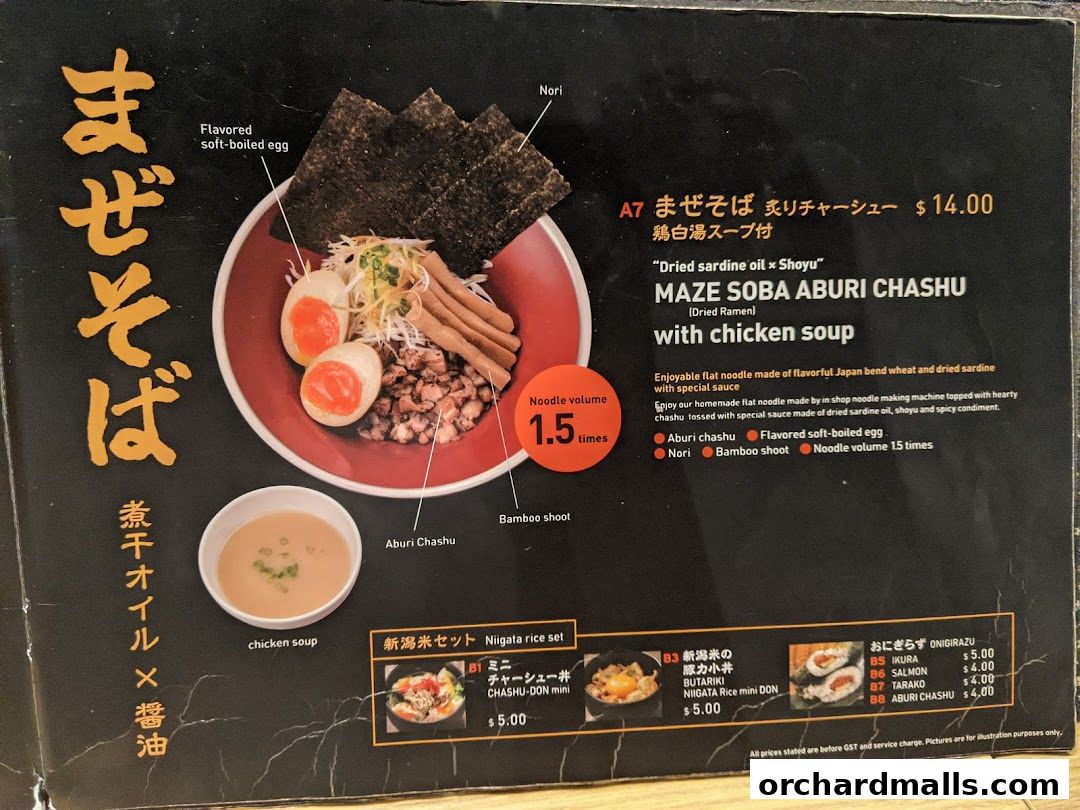 まぜそば
煮干オイル×醤油
Flavored
soft-boiled egg
Nori
Noodle volume
1.5 times
Bamboo shoot
Aburi Chashu
chicken soup
A7 まぜそば 炙りチャーシュー $ 14.00
鶏白湯スープ付
“Dried sardine oil × Shoyu”
MAZE SOBA ABURI CHASHU
(Dried Ramen)
with chicken soup
Enjoyable flat noodle made of flavorful Japan bend wheat and dried sardine
with special sauce
Enjoy our homemade flat noodle made by in shop noodle making machine topped with hearty
chashu tossed with special sauce made of dried sardine oil, shoyu and spicy condiment.
● Aburi chashu ● Flavored soft-boiled egg
● Nori ● Bamboo shoot ● Noodle volume 1.5 times
新潟米セット Niigata rice set
B1 ミニ
チャーシュー丼
CHASHU-DON mini
$ 5.00
B3 新潟米の
豚力小丼
BUTARIKI
NIIGATA Rice mini DON
$ 5.00
おにぎらず ONIGIRAZU
B5 IKURA $ 5.00
B6 SALMON $ 4.00
B7 TARAKO $ 4.00
B8 ABURI CHASHU $ 4.00
All prices stated are before GST and service charge. Pictures are for illustration purposes only.
orchardmalls.com